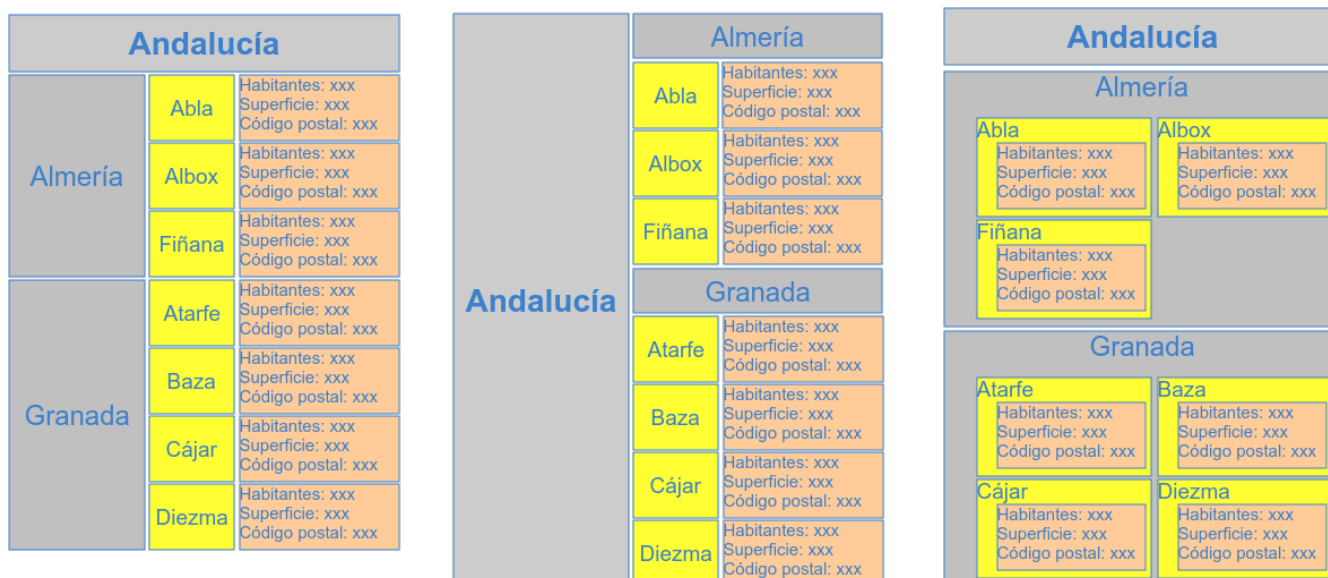 Andalucía
Almería
Abla
Habitantes: xxx
Superficie: xxx
Código postal: xxx
Albox
Habitantes: xxx
Superficie: xxx
Código postal: xxx
Fiñana
Habitantes: xxx
Superficie: xxx
Código postal: xxx
Granada
Atarfe
Habitantes: xxx
Superficie: xxx
Código postal: xxx
Baza
Habitantes: xxx
Superficie: xxx
Código postal: xxx
Cájar
Habitantes: xxx
Superficie: xxx
Código postal: xxx
Diezma
Habitantes: xxx
Superficie: xxx
Código postal: xxx
Andalucía
Almería
Abla
Habitantes: xxx
Superficie: xxx
Código postal: xxx
Albox
Habitantes: xxx
Superficie: xxx
Código postal: xxx
Fiñana
Habitantes: xxx
Superficie: xxx
Código postal: xxx
Granada
Atarfe
Habitantes: xxx
Superficie: xxx
Código postal: xxx
Baza
Habitantes: xxx
Superficie: xxx
Código postal: xxx
Cájar
Habitantes: xxx
Superficie: xxx
Código postal: xxx
Diezma
Habitantes: xxx
Superficie: xxx
Código postal: xxx
Andalucía
Almería
Abla
Habitantes: xxx
Superficie: xxx
Código postal: xxx
Albox
Habitantes: xxx
Superficie: xxx
Código postal: xxx
Fiñana
Habitantes: xxx
Superficie: xxx
Código postal: xxx
Granada
Atarfe
Habitantes: xxx
Superficie: xxx
Código postal: xxx
Baza
Habitantes: xxx
Superficie: xxx
Código postal: xxx
Cájar
Habitantes: xxx
Superficie: xxx
Código postal: xxx
Diezma
Habitantes: xxx
Superficie: xxx
Código postal: xxx